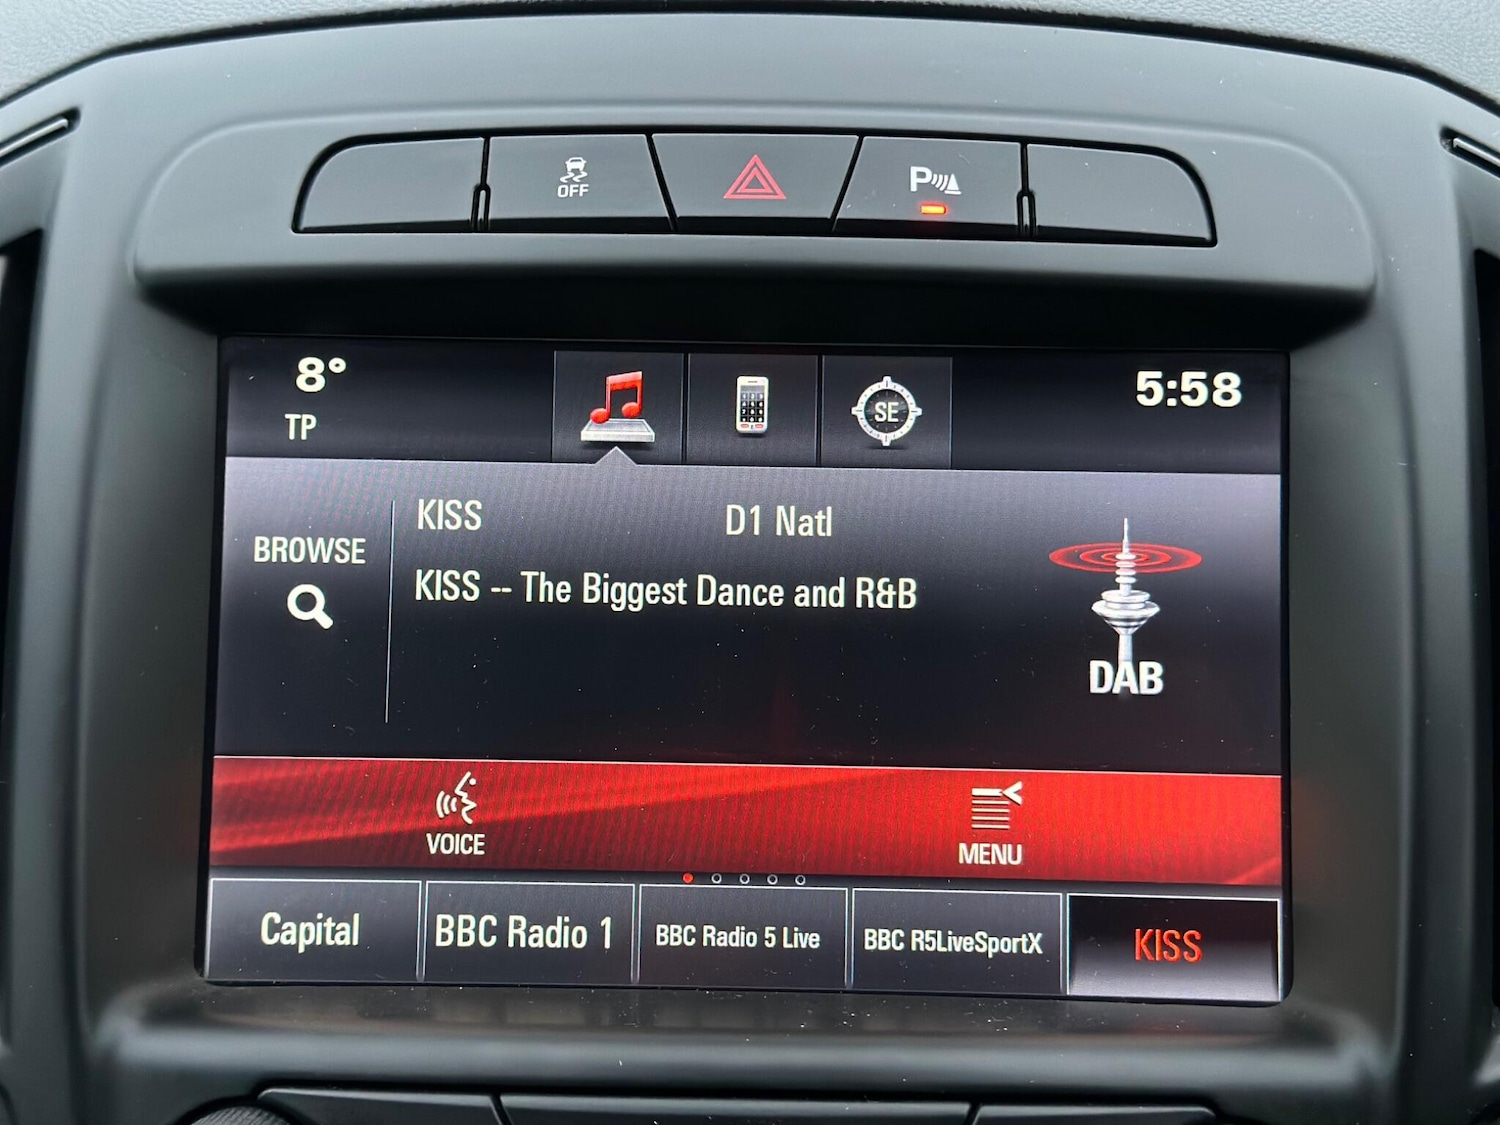 OFF
P
8°
TP
SE
5:58
BROWSE
KISS
D1 Natl
KISS -- The Biggest Dance and R&B
DAB
VOICE
MENU
Capital
BBC Radio 1
BBC Radio 5 Live
BBC R5LiveSportX
KISS